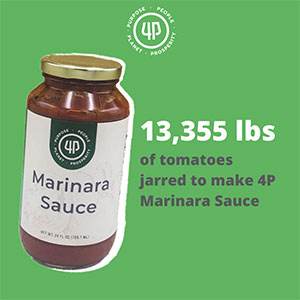 PURPOSE · PEOPLE · PLANET · PROSPERITY
4P
PURPOSE · PEOPLE · PLANET · PROSPERITY
4P
Marinara
Sauce
13,355 lbs
of tomatoes
jarred to make 4P
Marinara Sauce